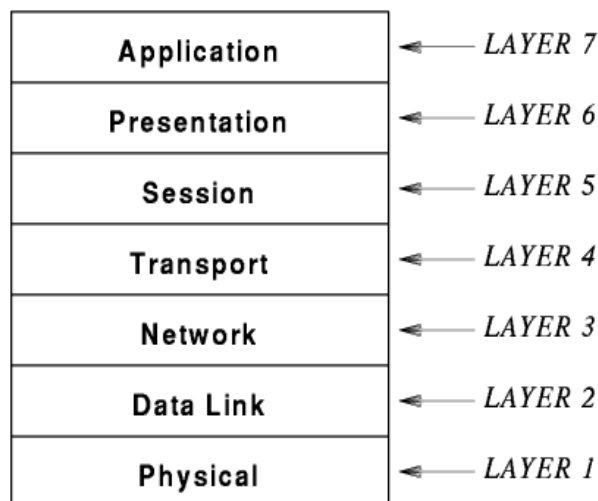 Application LAYER 7
Presentation LAYER 6
Session LAYER 5
Transport LAYER 4
Network LAYER 3
Data Link LAYER 2
Physical LAYER 1